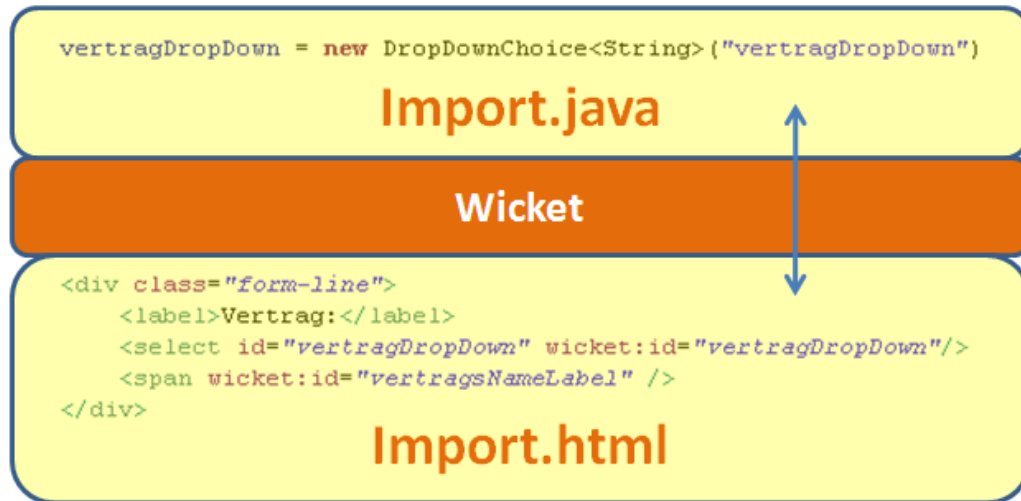 vertragDropDown = new DropDownChoice<String>("vertragDropDown")
Import.java
Wicket
<div class="form-line">
<label>Vertrag:</label>
<select id="vertragDropDown" wicket:id="vertragDropDown"/>
<span wicket:id="vertragsNameLabel" />
</div>
Import.html